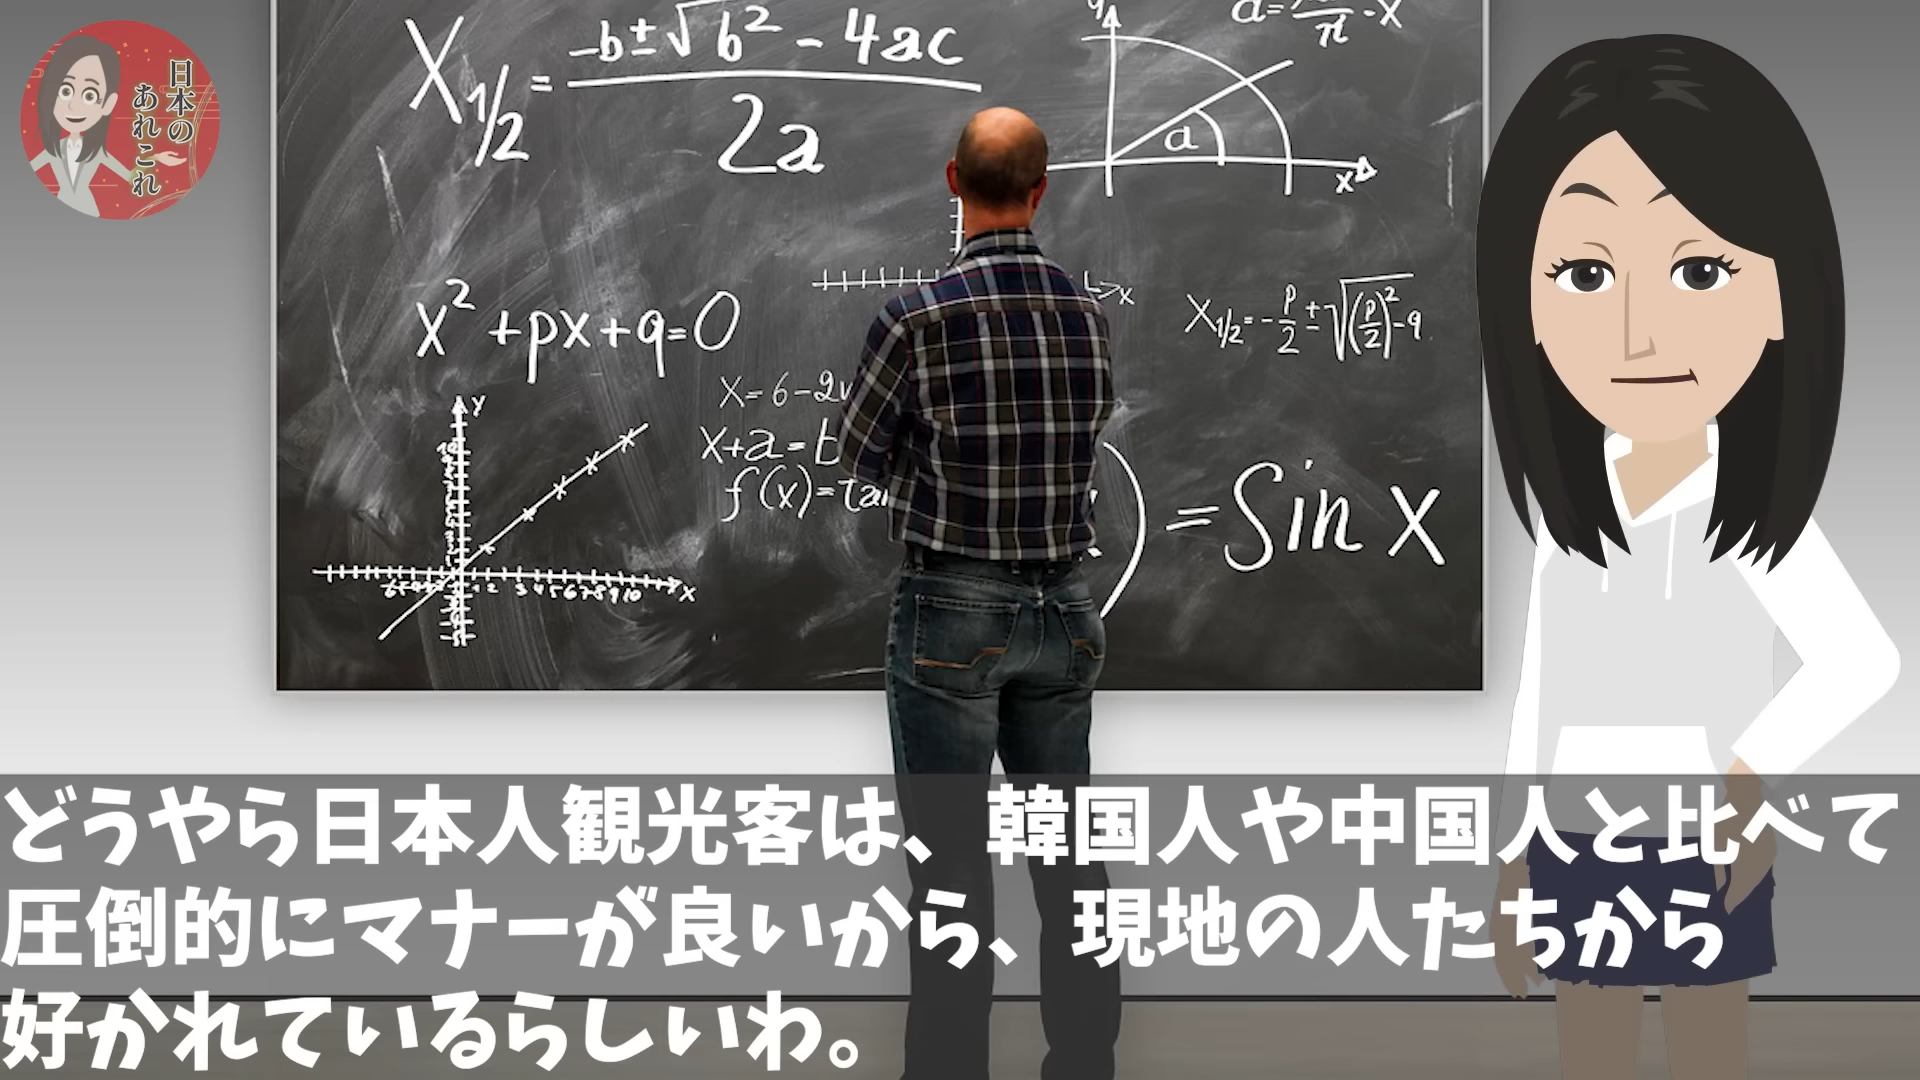 日本の
あれこれ
X1/2 = -b±√b²-4ac
2a
y
a
x
x²+px+q=0
x
X1/2=-p/2±√(p/2)²-q
X=6-2
X+a=b
f(x)=tan
y
x
)=Sin x
どうやら日本人観光客は、韓国人や中国人と比べて
圧倒的にマナーが良いから、現地の人たちから
好かれているらしいわ。